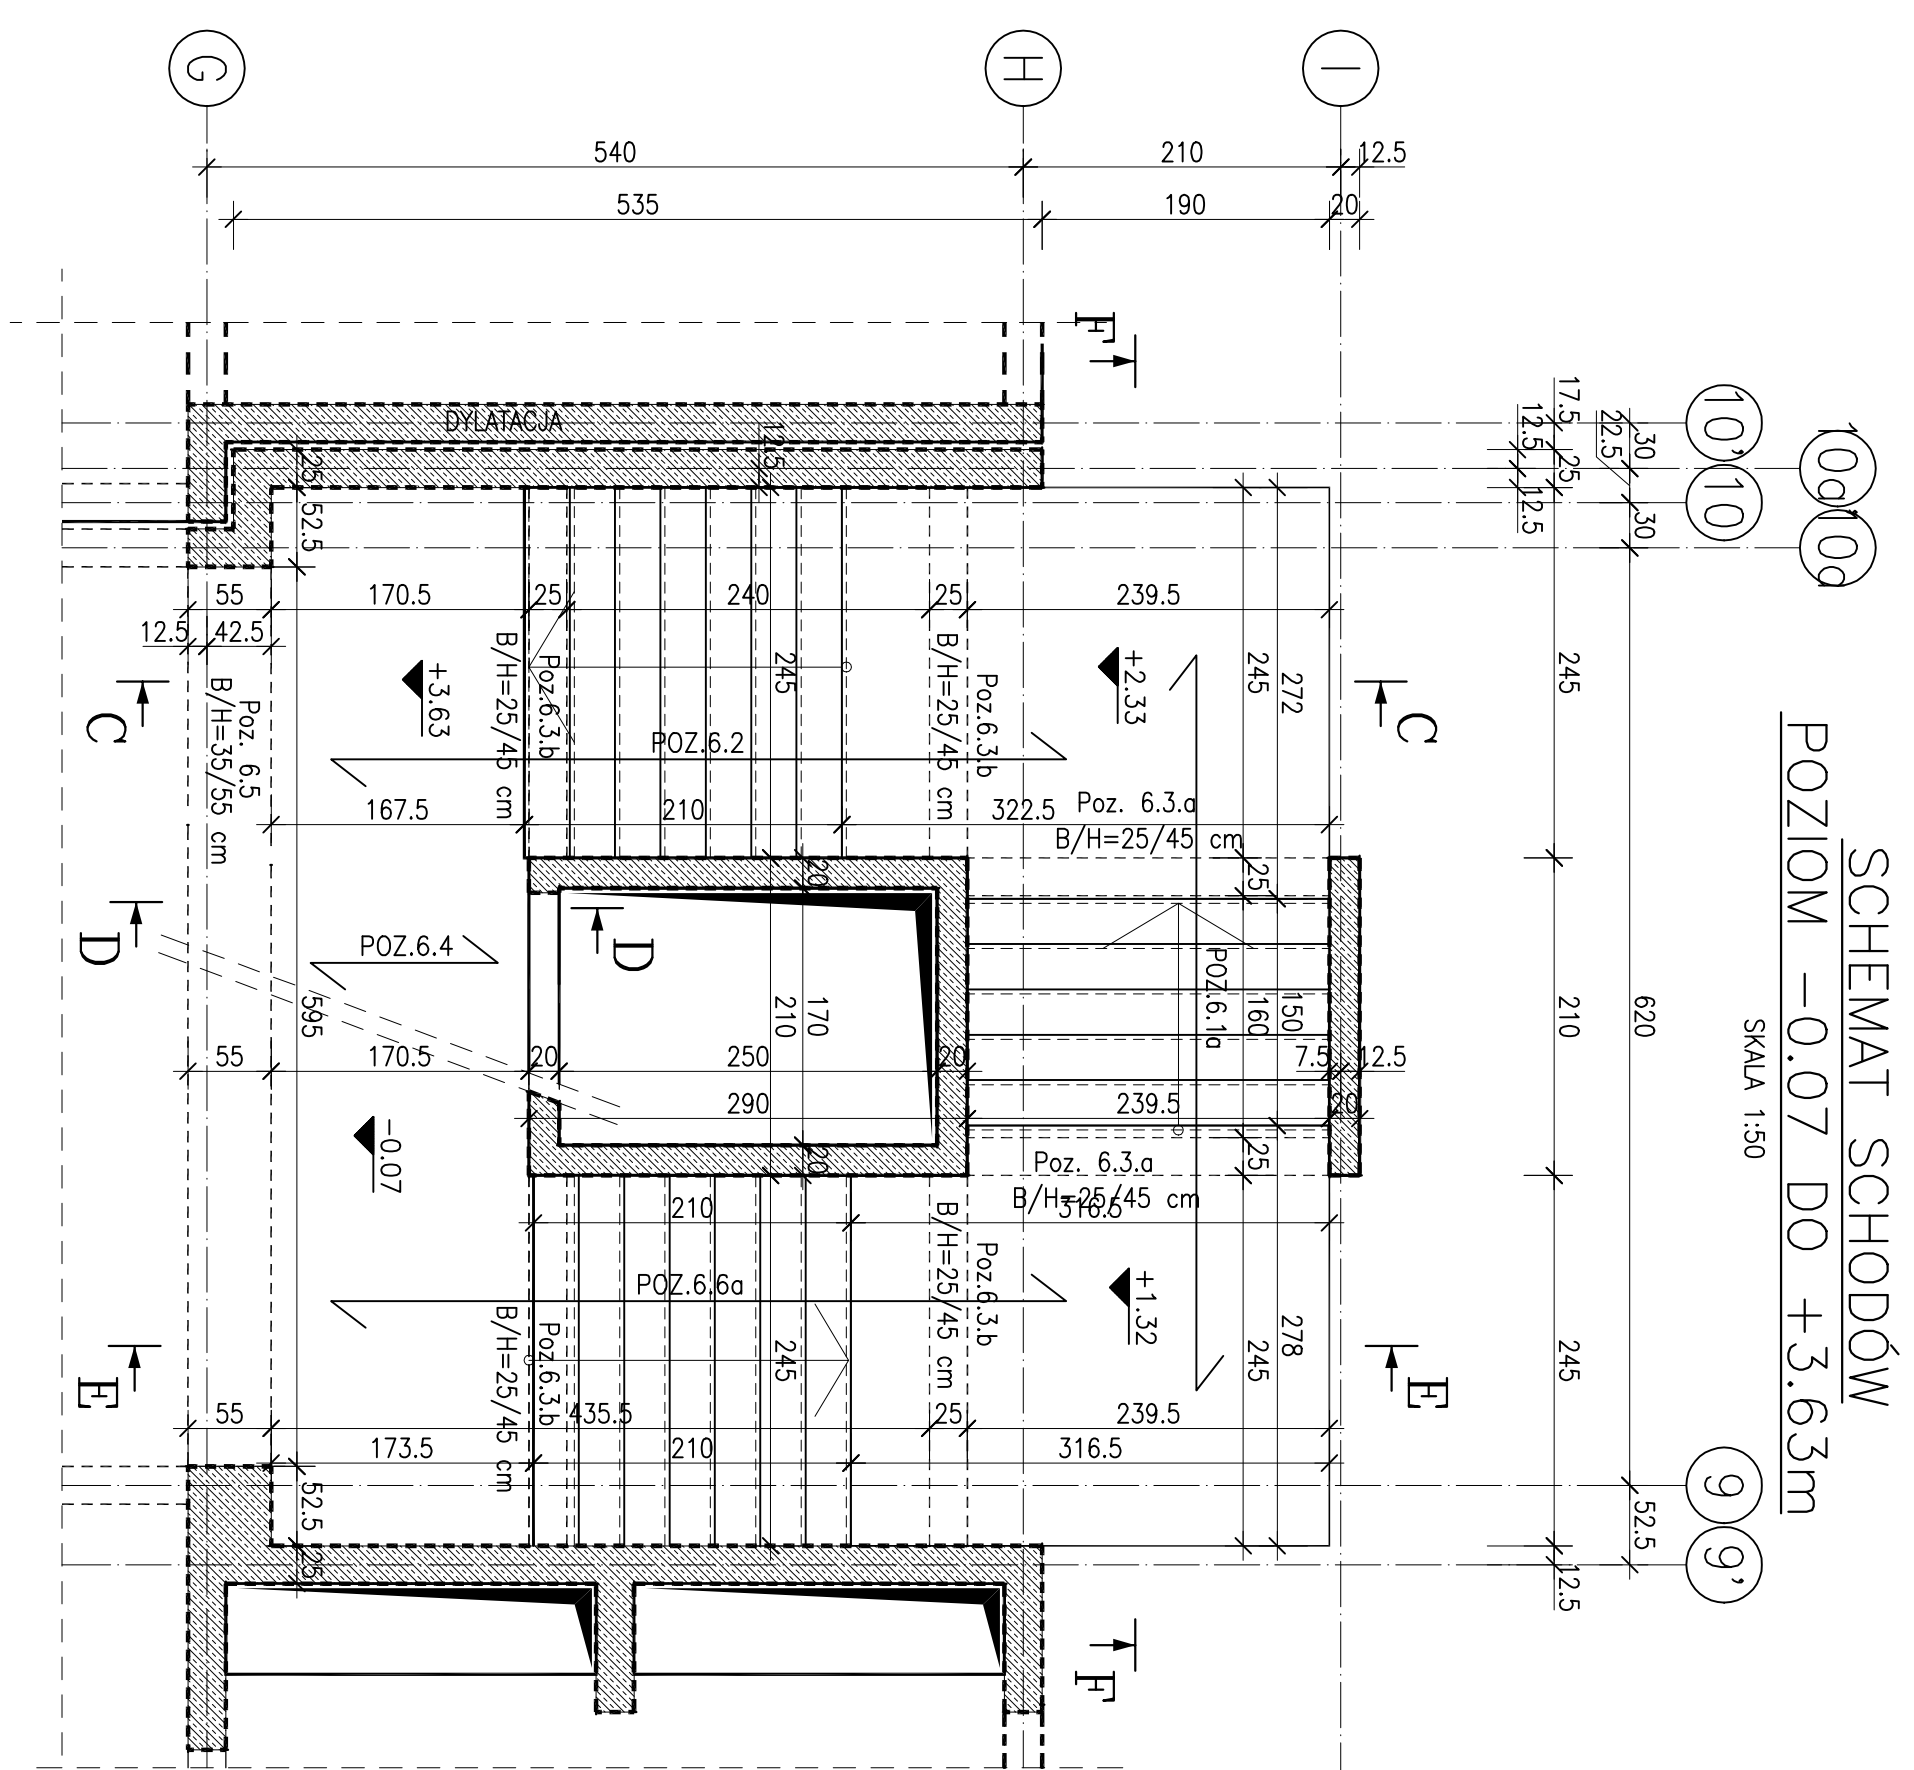 SCHEMAT SCHODÓW
POZIOM -0.07 DO +3.63m
SKALA 1:50
G
H
I
540
210
12.5
535
190
20
F
F
10'
10a'
10
10a
9
9'
17.5
12.5
25
12.5
22.5
30
30
245
210
245
12.5
620
52.5
DYLATACJA
12.5
25
52.5
55
170.5
25
240
25
239.5
12.5
42.5
Poz. 6.5
B/H=35/55 cm
+3.63
B/H=25/45 cm
Poz.6.3.b
245
B/H=25/45 cm
Poz.6.3.b
+2.33
245
272
C
C
POZ.6.2
167.5
210
322.5
Poz. 6.3.a
B/H=25/45 cm
20
25
D
D
POZ.6.4
595
170
210
POZ.6.1a
150
160
55
170.5
20
250
20
7.5
12.5
290
239.5
20
-0.07
20
25
Poz. 6.3.a
B/H=25/45 cm
210
316.5
B/H=25/45 cm
Poz.6.3.b
+1.32
POZ.6.6a
B/H=25/45 cm
Poz.6.3.b
245
245
278
E
E
55
435.5
25
239.5
173.5
210
316.5
52.5
25